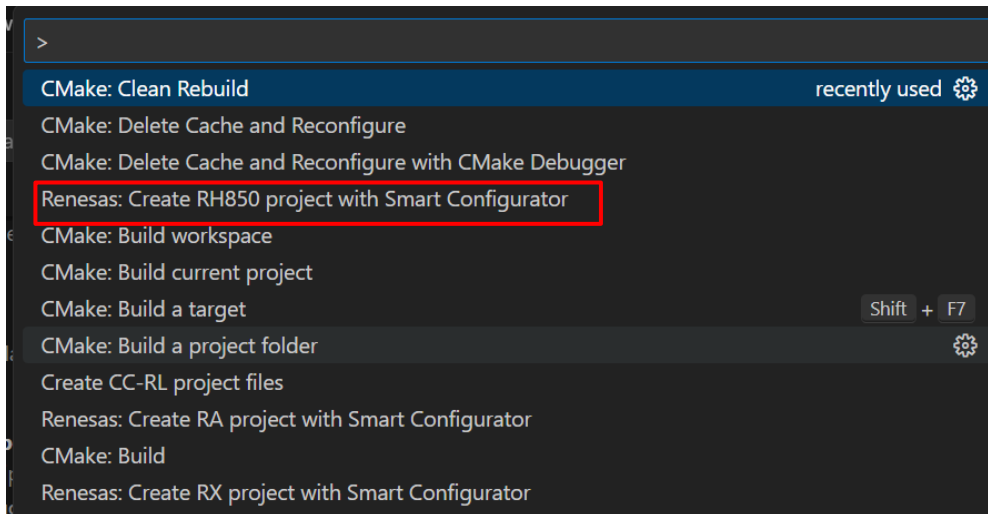 >
CMake: Clean Rebuild recently used
CMake: Delete Cache and Reconfigure
CMake: Delete Cache and Reconfigure with CMake Debugger
Renesas: Create RH850 project with Smart Configurator
CMake: Build workspace
CMake: Build current project
CMake: Build a target Shift + F7
CMake: Build a project folder
Create CC-RL project files
Renesas: Create RA project with Smart Configurator
CMake: Build
Renesas: Create RX project with Smart Configurator